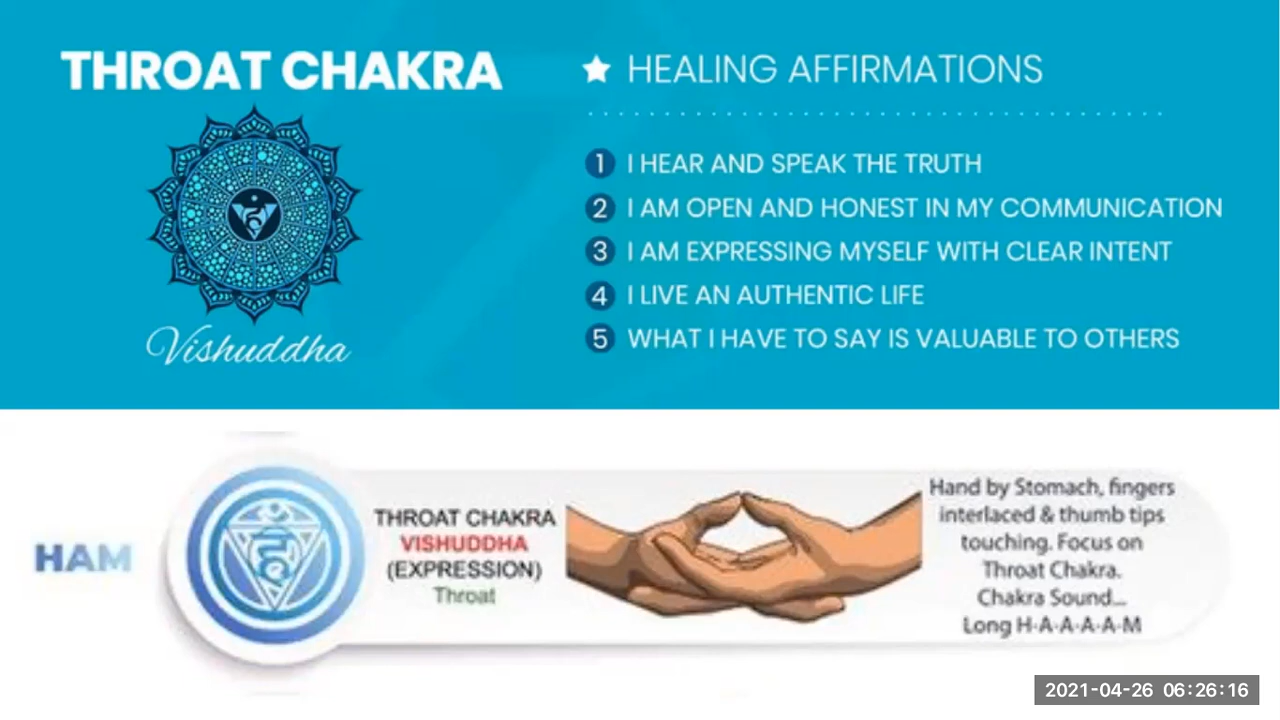 THROAT CHAKRA
Vishuddha
HEALING AFFIRMATIONS
1 I HEAR AND SPEAK THE TRUTH
2 I AM OPEN AND HONEST IN MY COMMUNICATION
3 I AM EXPRESSING MYSELF WITH CLEAR INTENT
4 I LIVE AN AUTHENTIC LIFE
5 WHAT I HAVE TO SAY IS VALUABLE TO OTHERS
HAM
हं
THROAT CHAKRA
VISHUDDHA
(EXPRESSION)
Throat
Hand by Stomach, fingers
interlaced & thumb tips
touching. Focus on
Throat Chakra.
Chakra Sound...
Long H-A-A-A-A-M
2021-04-26 06:26:16